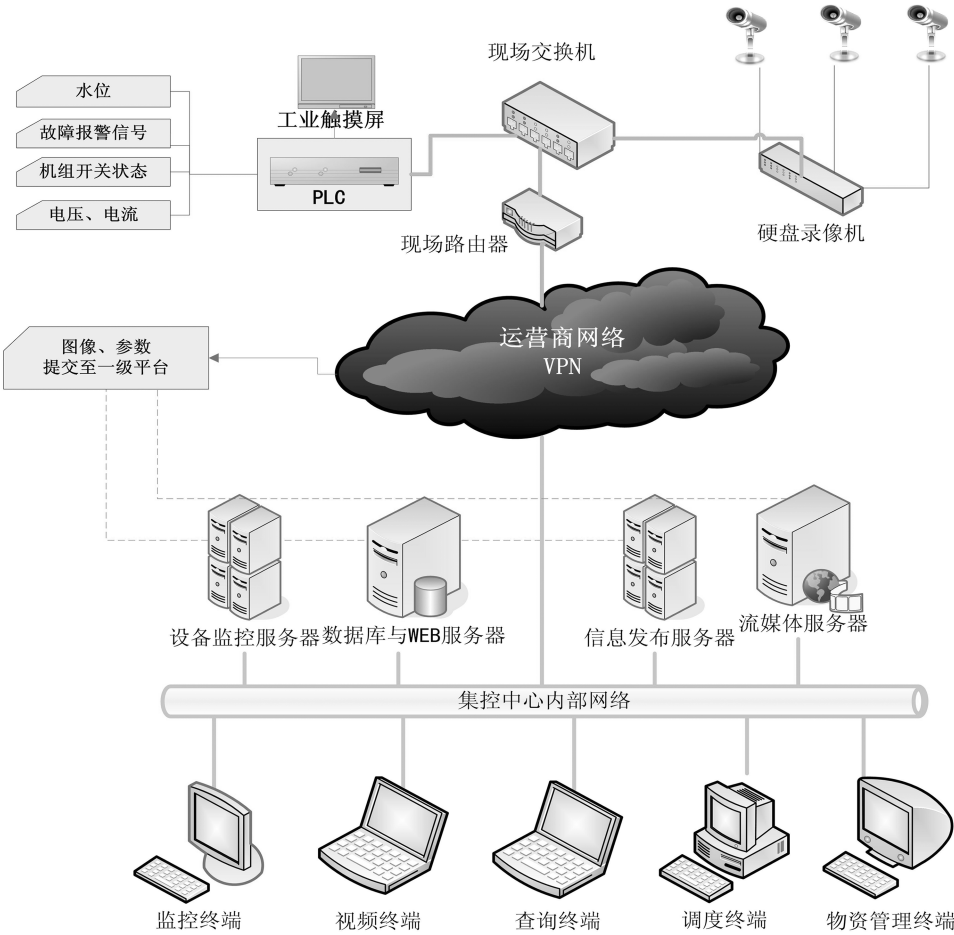 现场交换机
水位
故障报警信号
机组开关状态
电压、电流
工业触摸屏
PLC
现场路由器
硬盘录像机
运营商网络
VPN
图像、参数
提交至一级平台
设备监控服务器
数据库与WEB服务器
信息发布服务器
流媒体服务器
集控中心内部网络
监控终端
视频终端
查询终端
调度终端
物资管理终端